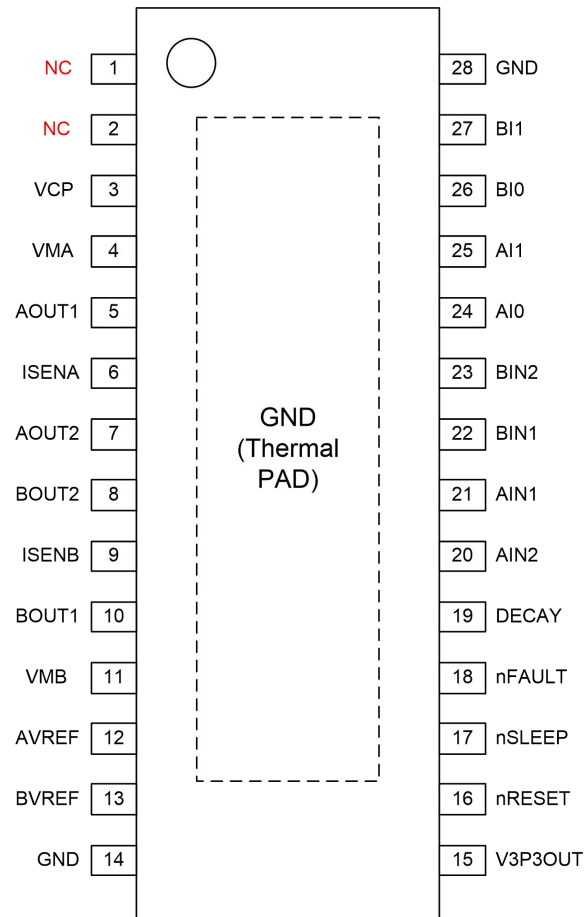 NC 1 28 GND
NC 2 27 BI1
VCP 3 26 BI0
VMA 4 25 AI1
AOUT1 5 24 AI0
ISENA 6 23 BIN2
AOUT2 7 22 BIN1
GND
(Thermal
PAD)
BOUT2 8 21 AIN1
ISENB 9 20 AIN2
BOUT1 10 19 DECAY
VMB 11 18 nFAULT
AVREF 12 17 nSLEEP
BVREF 13 16 nRESET
GND 14 15 V3P3OUT